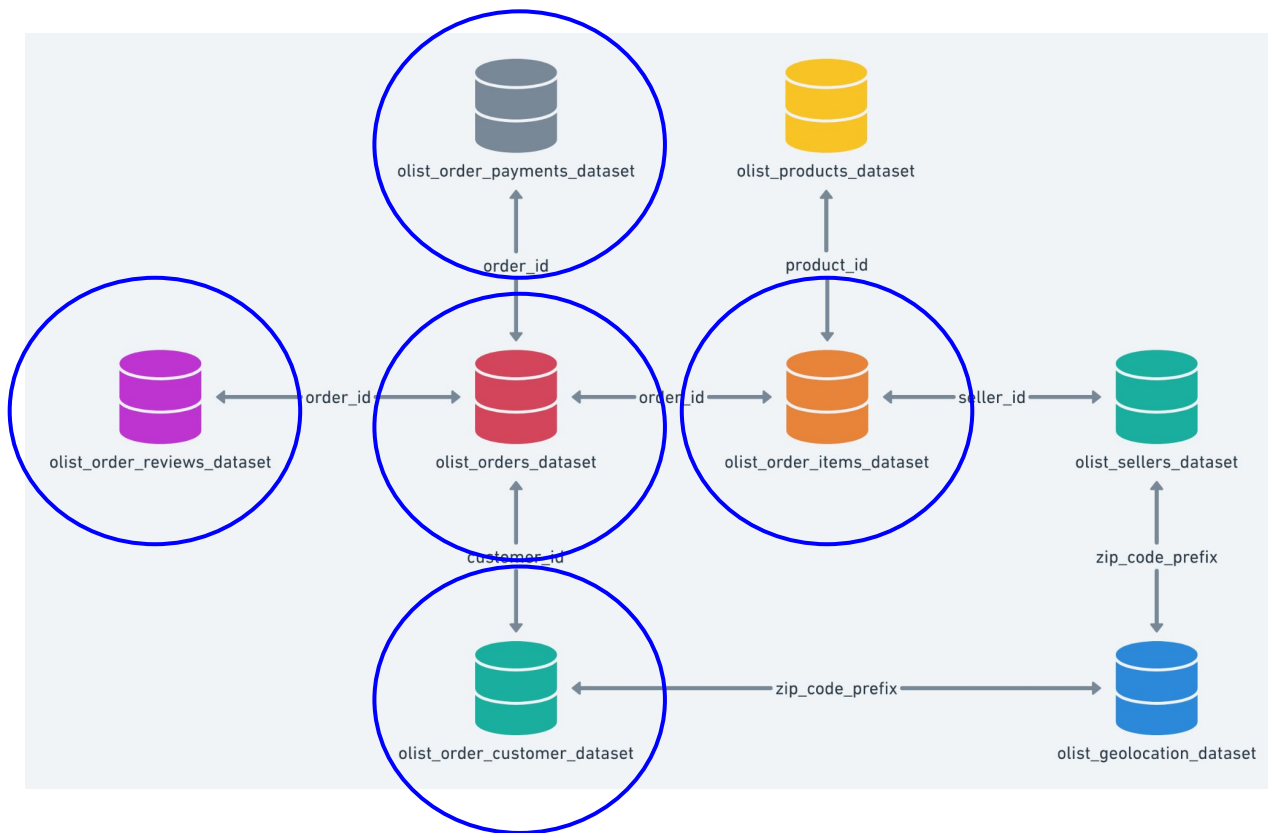 olist_order_payments_dataset
olist_products_dataset
order_id
product_id
order_id
order_id
seller_id
olist_order_reviews_dataset
olist_orders_dataset
olist_order_items_dataset
olist_sellers_dataset
customer_id
zip_code_prefix
zip_code_prefix
olist_order_customer_dataset
olist_geolocation_dataset